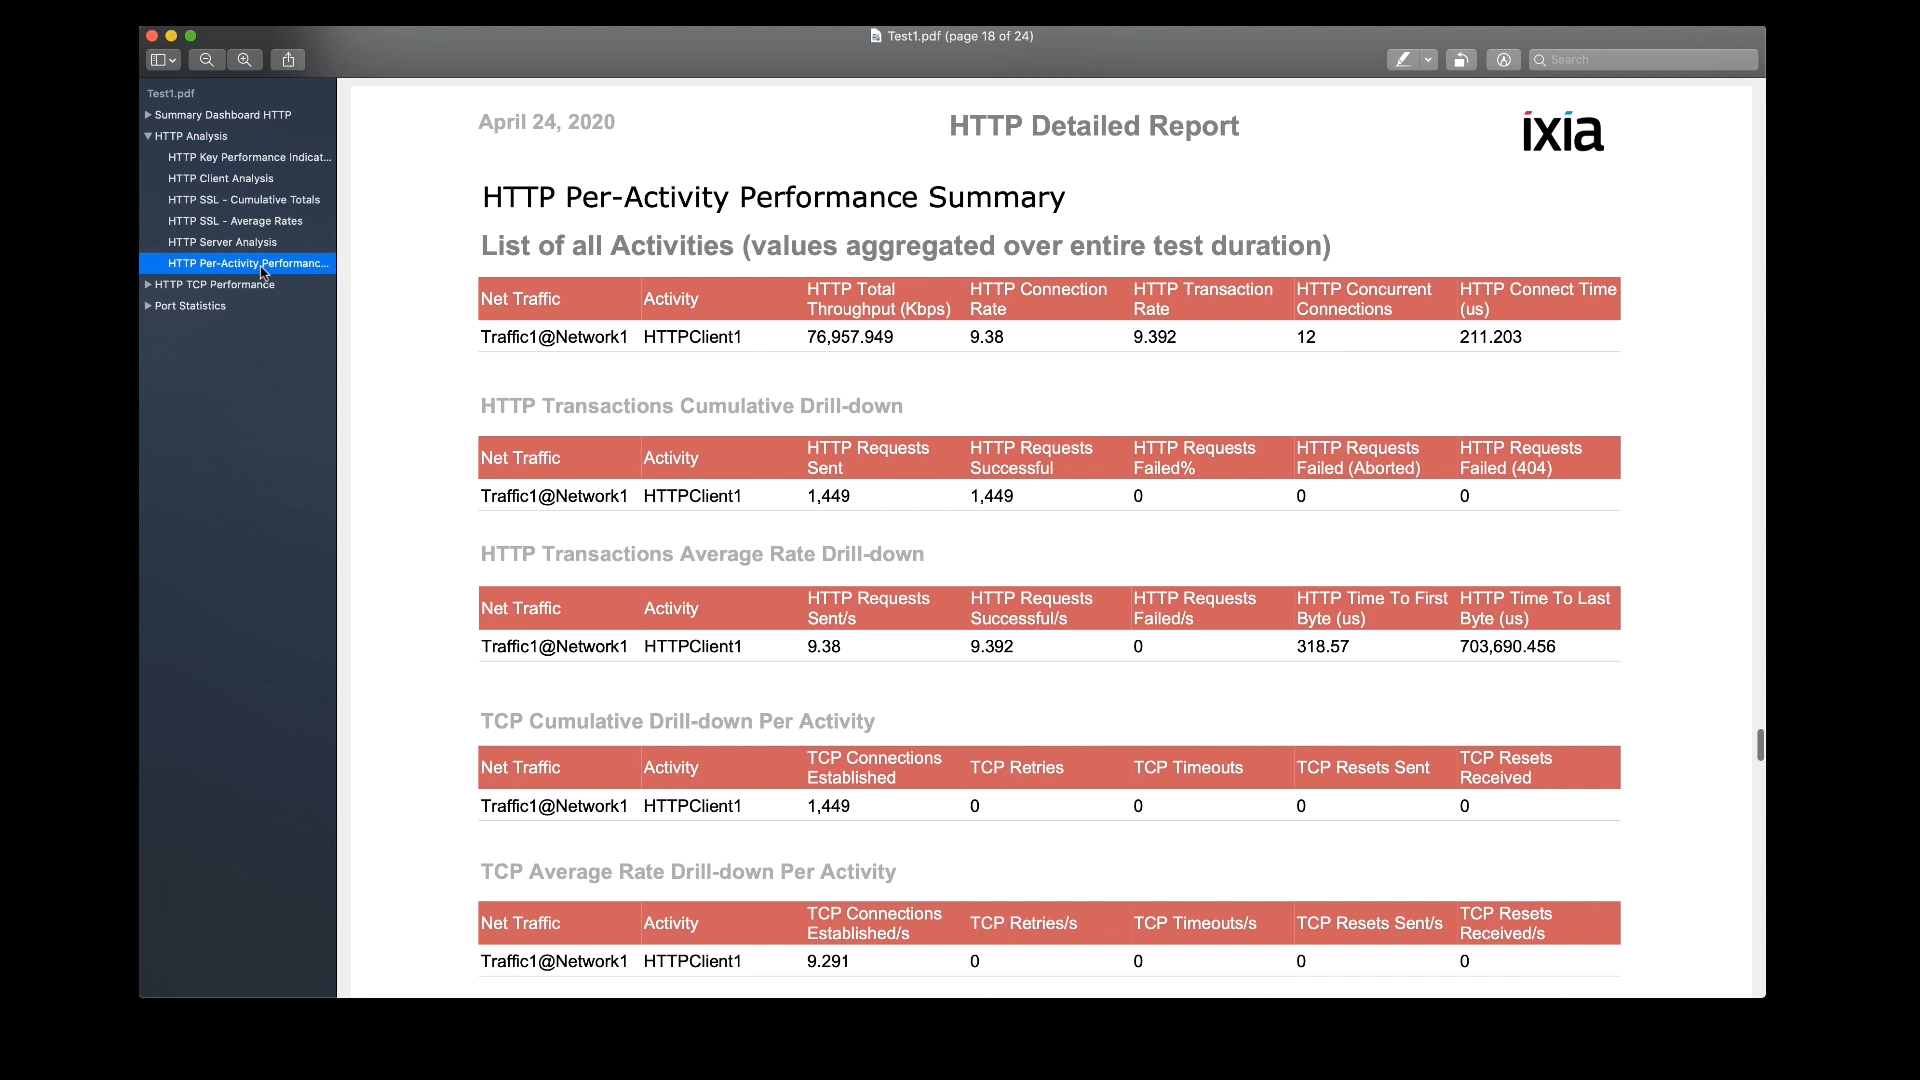 Test1.pdf (page 18 of 24)
Search
Test1.pdf
Summary Dashboard HTTP
HTTP Analysis
HTTP Key Performance Indicat...
HTTP Client Analysis
HTTP SSL - Cumulative Totals
HTTP SSL - Average Rates
HTTP Server Analysis
HTTP Per-Activity Performanc...
HTTP TCP Performance
Port Statistics
April 24, 2020
HTTP Detailed Report
ixia
HTTP Per-Activity Performance Summary
List of all Activities (values aggregated over entire test duration)
Net Traffic Activity HTTP Total Throughput (Kbps) HTTP Connection Rate HTTP Transaction Rate HTTP Concurrent Connections HTTP Connect Time (us)
Traffic1@Network1 HTTPClient1 76,957.949 9.38 9.392 12 211.203
HTTP Transactions Cumulative Drill-down
Net Traffic Activity HTTP Requests Sent HTTP Requests Successful HTTP Requests Failed% HTTP Requests Failed (Aborted) HTTP Requests Failed (404)
Traffic1@Network1 HTTPClient1 1,449 1,449 0 0 0
HTTP Transactions Average Rate Drill-down
Net Traffic Activity HTTP Requests Sent/s HTTP Requests Successful/s HTTP Requests Failed/s HTTP Time To First Byte (us) HTTP Time To Last Byte (us)
Traffic1@Network1 HTTPClient1 9.38 9.392 0 318.57 703,690.456
TCP Cumulative Drill-down Per Activity
Net Traffic Activity TCP Connections Established TCP Retries TCP Timeouts TCP Resets Sent TCP Resets Received
Traffic1@Network1 HTTPClient1 1,449 0 0 0 0
TCP Average Rate Drill-down Per Activity
Net Traffic Activity TCP Connections Established/s TCP Retries/s TCP Timeouts/s TCP Resets Sent/s TCP Resets Received/s
Traffic1@Network1 HTTPClient1 9.291 0 0 0 0